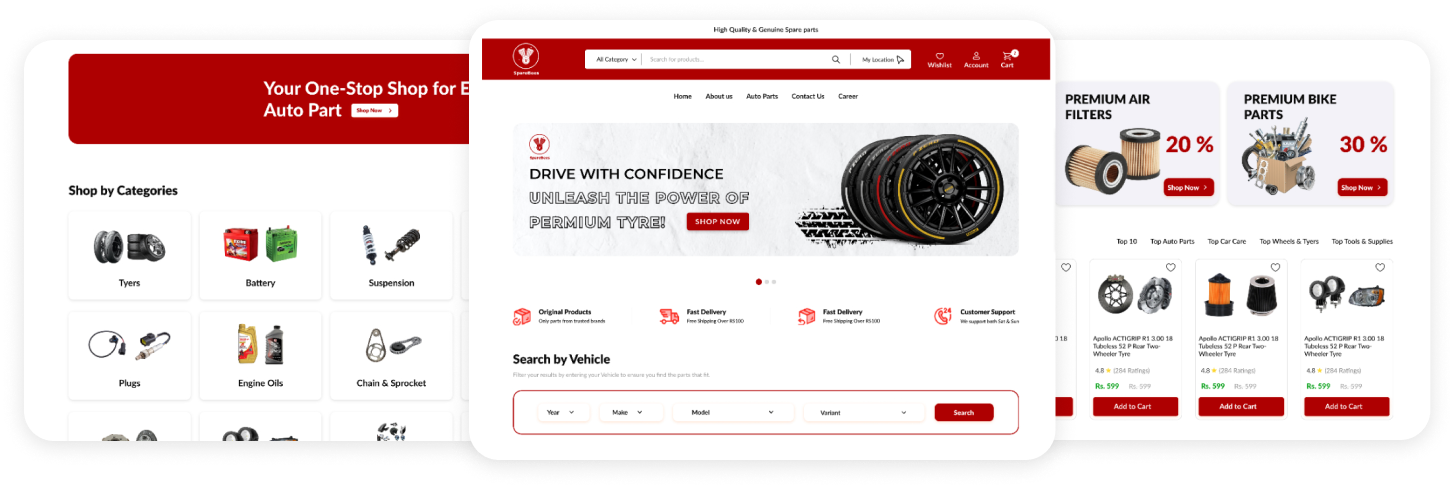 Your One-Stop Shop for E
Auto Part
Shop Now
Shop by Categories
Tyers
Battery
Suspension
Plugs
Engine Oils
Chain & Sprocket
High Quality & Genuine Spare parts
SpareBoss
All Category
Search for products...
My Location
Wishlist
Account
2
Cart
Home
About us
Auto Parts
Contact Us
Career
SpareBoss
DRIVE WITH CONFIDENCE
UNLEASH THE POWER OF
PERMIUM TYRE!
SHOP NOW
Original Products
Only parts from trusted brands
Fast Delivery
Free Shipping Over RS100
Fast Delivery
Free Shipping Over RS100
24
Customer Support
We support both Sat & Sun
Search by Vehicle
Filter your results by entering your Vehicle to ensure you find the parts that fit.
Year
Make
Model
Variant
Search
PREMIUM AIR
FILTERS
20 %
Shop Now
PREMIUM BIKE
PARTS
30 %
Shop Now
Top 10
Top Auto Parts
Top Car Care
Top Wheels & Tyers
Top Tools & Supplies
0 18
Apollo ACTIGRIP R1 3.00 18
Tubeless 52 P Rear Two-
Wheeler Tyre
4.8 ★ (284 Ratings)
Rs. 599 Rs. 599
Add to Cart
Apollo ACTIGRIP R1 3.00 18
Tubeless 52 P Rear Two-
Wheeler Tyre
4.8 ★ (284 Ratings)
Rs. 599 Rs. 599
Add to Cart
Apollo ACTIGRIP R1 3.00 18
Tubeless 52 P Rear Two-
Wheeler Tyre
4.8 ★ (284 Ratings)
Rs. 599 Rs. 599
Add to Cart